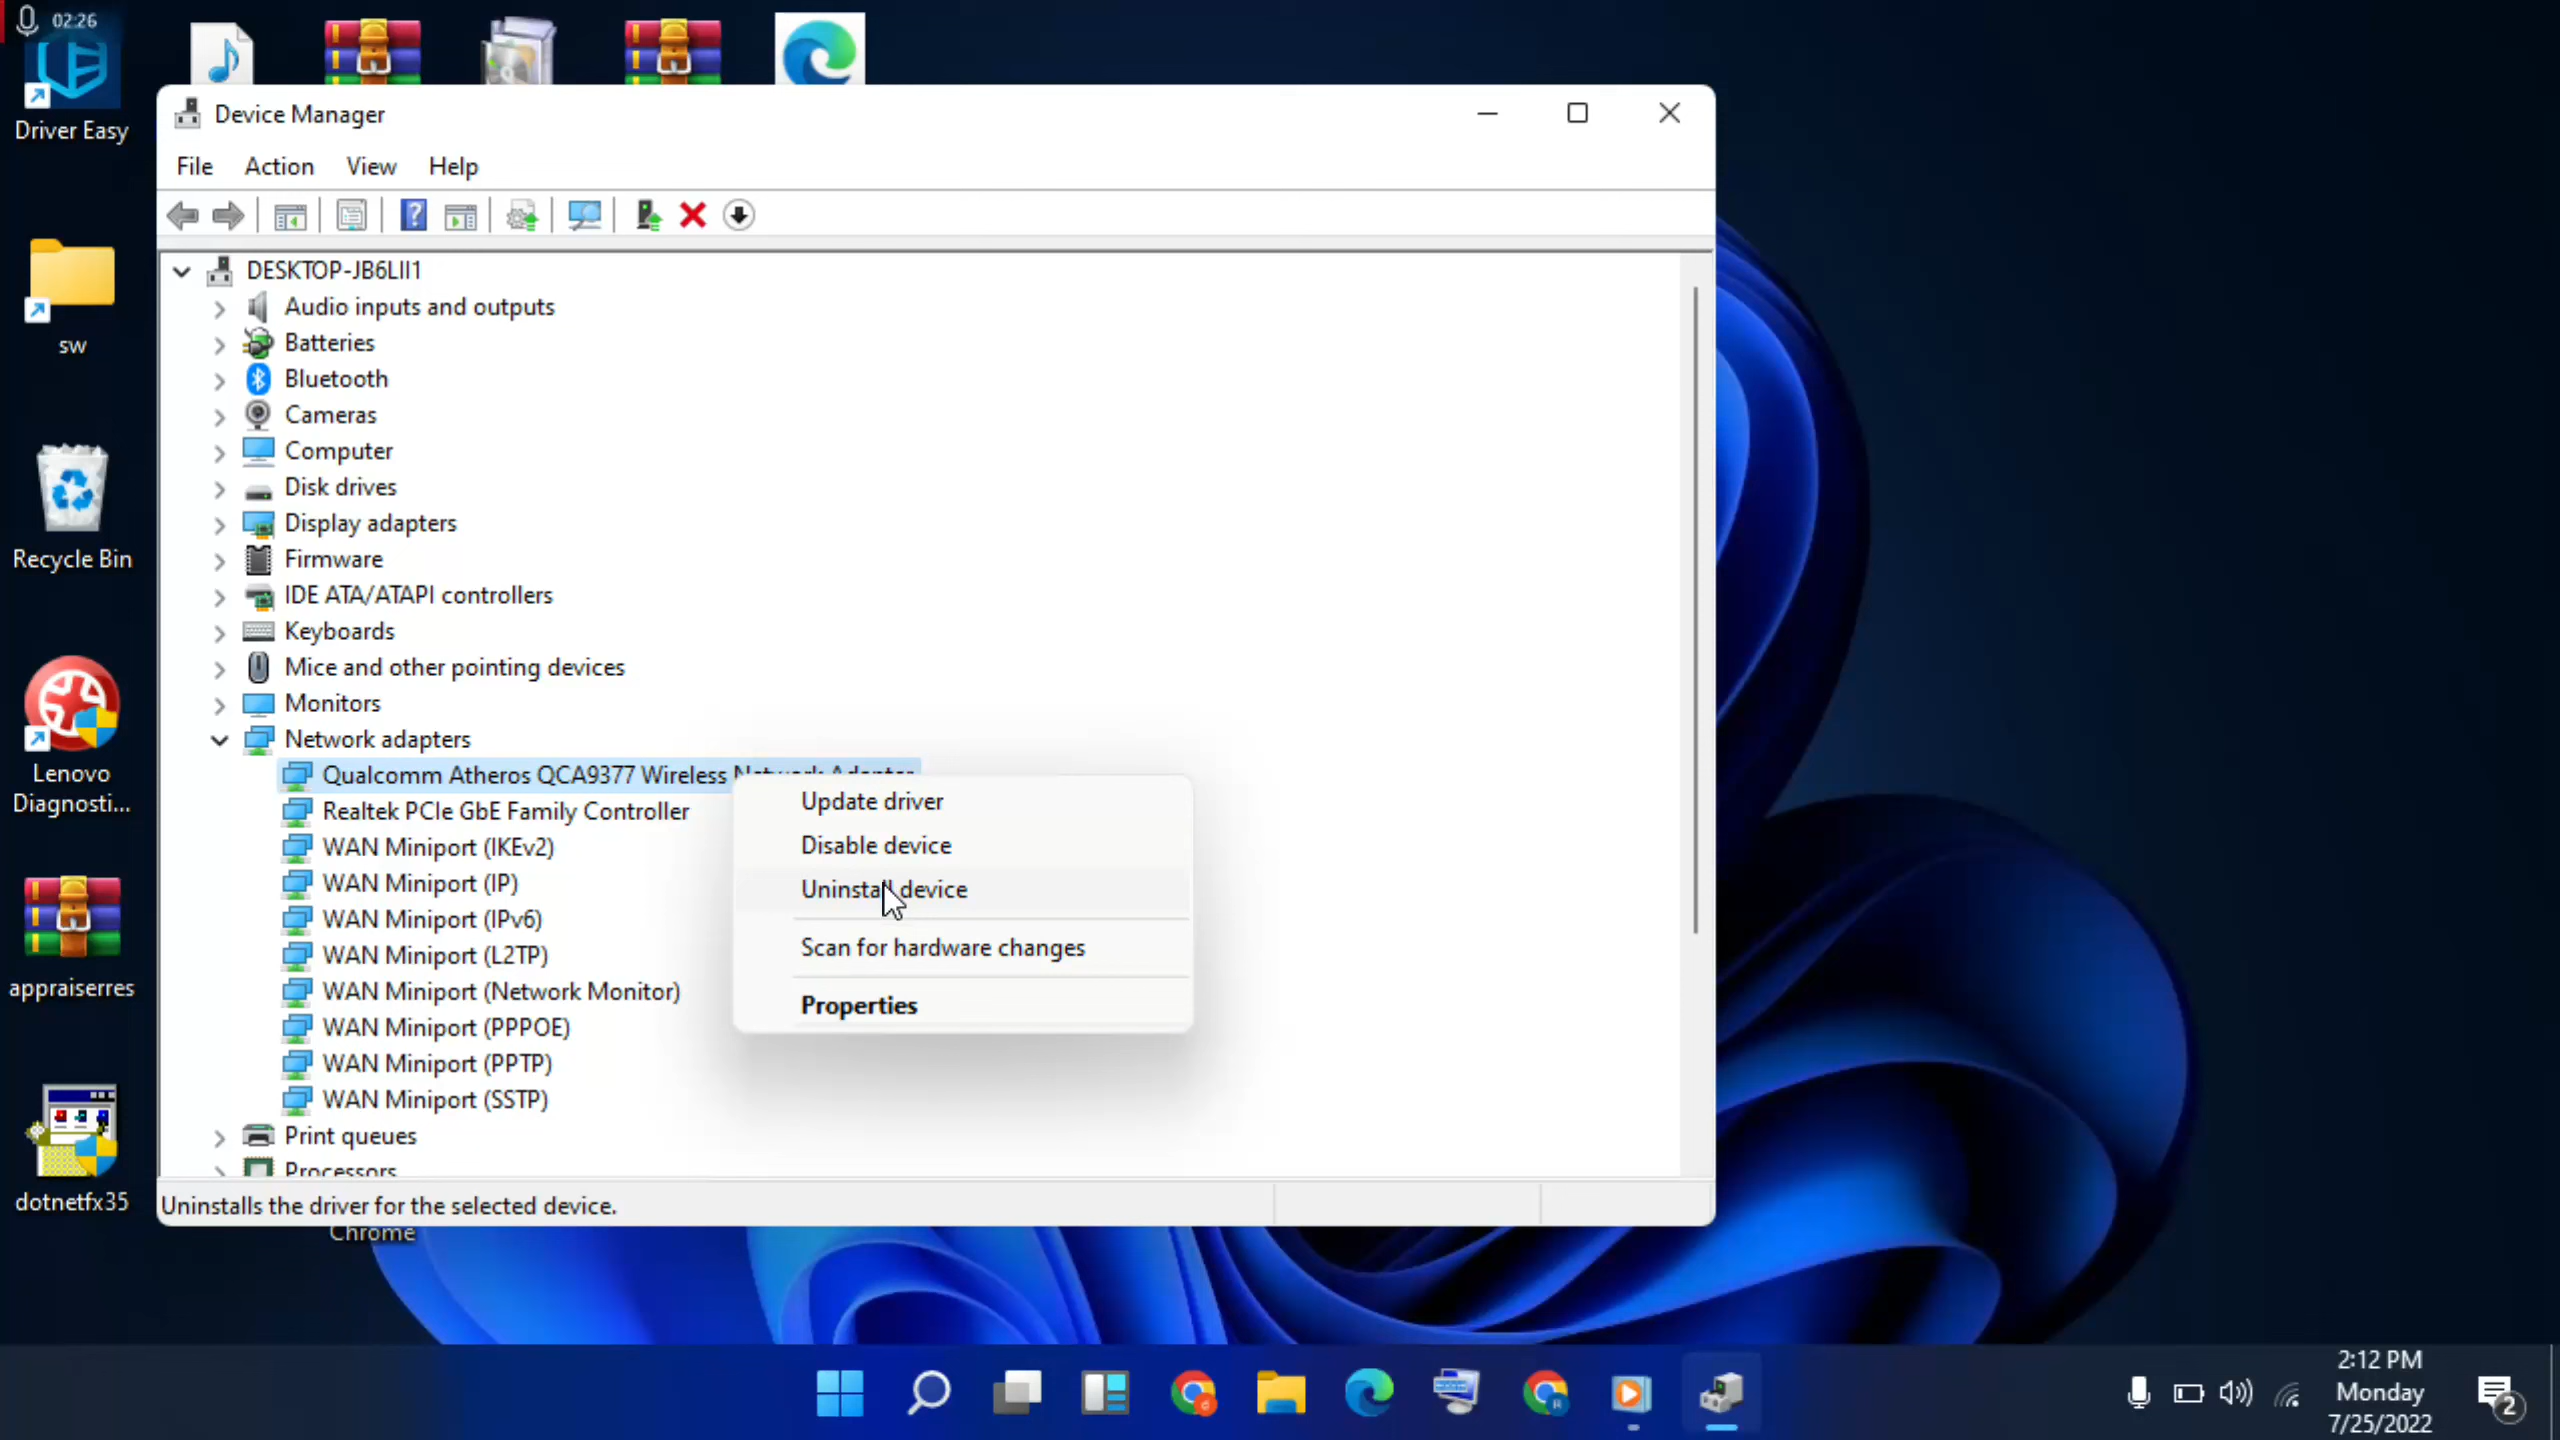 02:26
Driver Easy
sw
Recycle Bin
Lenovo
Diagnosti...
appraiserres
dotnetfx35
Chrome
Device Manager
File Action View Help
DESKTOP-JB6LII1
Audio inputs and outputs
Batteries
Bluetooth
Cameras
Computer
Disk drives
Display adapters
Firmware
IDE ATA/ATAPI controllers
Keyboards
Mice and other pointing devices
Monitors
Network adapters
Qualcomm Atheros QCA9377 Wireless Network Adapter
Realtek PCIe GbE Family Controller
WAN Miniport (IKEv2)
WAN Miniport (IP)
WAN Miniport (IPv6)
WAN Miniport (L2TP)
WAN Miniport (Network Monitor)
WAN Miniport (PPPOE)
WAN Miniport (PPTP)
WAN Miniport (SSTP)
Print queues
Processors
Update driver
Disable device
Uninstall device
Scan for hardware changes
Properties
Uninstalls the driver for the selected device.
2:12 PM
Monday
7/25/2022
2